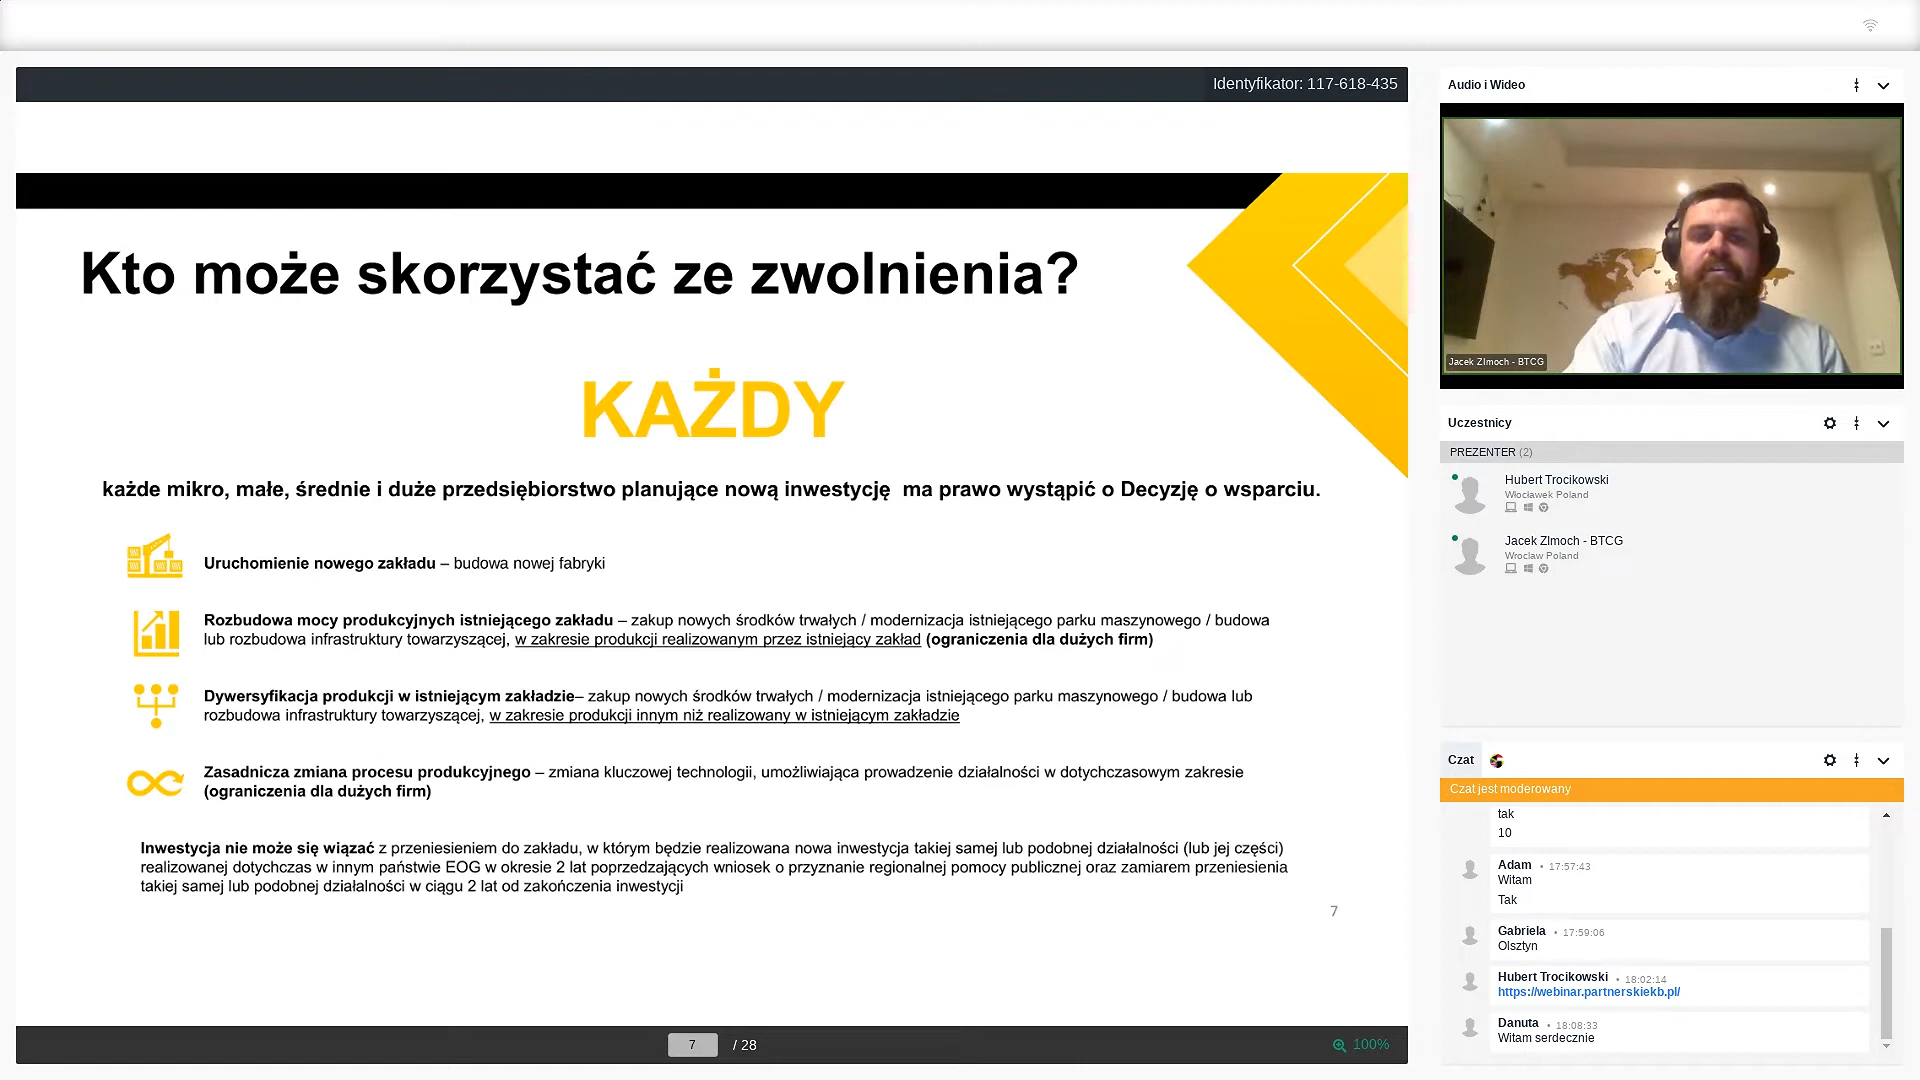 Identyfikator: 117-618-435
Kto może skorzystać ze zwolnienia?
KAŻDY
każde mikro, małe, średnie i duże przedsiębiorstwo planujące nową inwestycję  ma prawo wystąpić o Decyzję o wsparciu.
Uruchomienie nowego zakładu – budowa nowej fabryki
Rozbudowa mocy produkcyjnych istniejącego zakładu – zakup nowych środków trwałych / modernizacja istniejącego parku maszynowego / budowa
lub rozbudowa infrastruktury towarzyszącej, w zakresie produkcji realizowanym przez istniejący zakład (ograniczenia dla dużych firm)
Dywersyfikacja produkcji w istniejącym zakładzie– zakup nowych środków trwałych / modernizacja istniejącego parku maszynowego / budowa lub
rozbudowa infrastruktury towarzyszącej, w zakresie produkcji innym niż realizowany w istniejącym zakładzie
Zasadnicza zmiana procesu produkcyjnego – zmiana kluczowej technologii, umożliwiająca prowadzenie działalności w dotychczasowym zakresie
(ograniczenia dla dużych firm)
Inwestycja nie może się wiązać z przeniesieniem do zakładu, w którym będzie realizowana nowa inwestycja takiej samej lub podobnej działalności (lub jej części)
realizowanej dotychczas w innym państwie EOG w okresie 2 lat poprzedzających wniosek o przyznanie regionalnej pomocy publicznej oraz zamiarem przeniesienia
takiej samej lub podobnej działalności w ciągu 2 lat od zakończenia inwestycji
7
7 / 28
100%
Audio i Wideo
Jacek ZImoch - BTCG
Uczestnicy
PREZENTER (2)
Hubert Trocikowski
Włocławek Poland
Jacek ZImoch - BTCG
Wroclaw Poland
Czat
Czat jest moderowany
tak
10
Adam • 17:57:43
Witam
Tak
Gabriela • 17:59:06
Olsztyn
Hubert Trocikowski • 18:02:14
https://webinar.partnerskiekb.pl/
Danuta • 18:08:33
Witam serdecznie